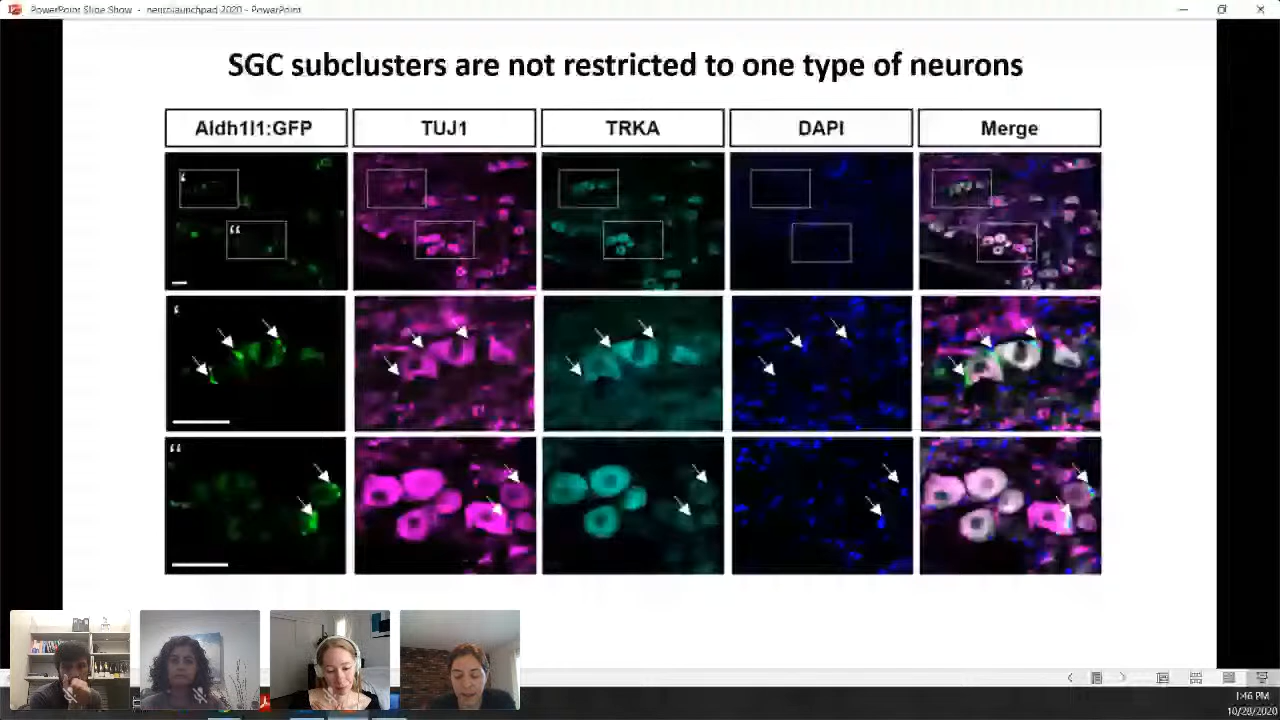 PowerPoint Slide Show - neurolaunchpad 2020 - PowerPoint
SGC subclusters are not restricted to one type of neurons
Aldh1l1:GFP TUJ1 TRKA DAPI Merge
‘
“
‘
“
1:46 PM
10/28/2020